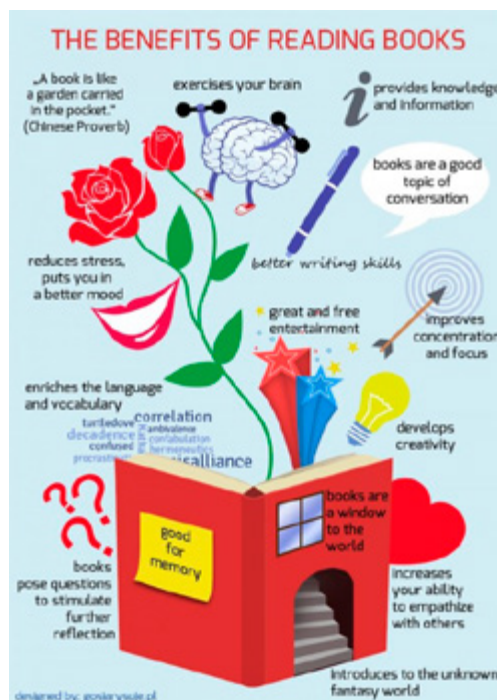 THE BENEFITS OF READING BOOKS
„A book is like
a garden carried
in the pocket."
(Chinese Proverb)
exercises your brain
provides knowledge
and information
books are a good
topic of
conversation
reduces stress,
puts you in
a better mood
better writing skills
great and free
entertainment
improves
concentration
and focus
enriches the language
and vocabulary
turtledove
correlation
decadence
ambivalence
confabulation
confused
hermeneutics
develops
creativity
books are
a window
to the
world
good
for
memory
books
pose questions
to stimulate
further
reflection
increases
your ability
to empathize
with others
introduces to the unknown
fantasy world
designed by: gosiarysuje.pl